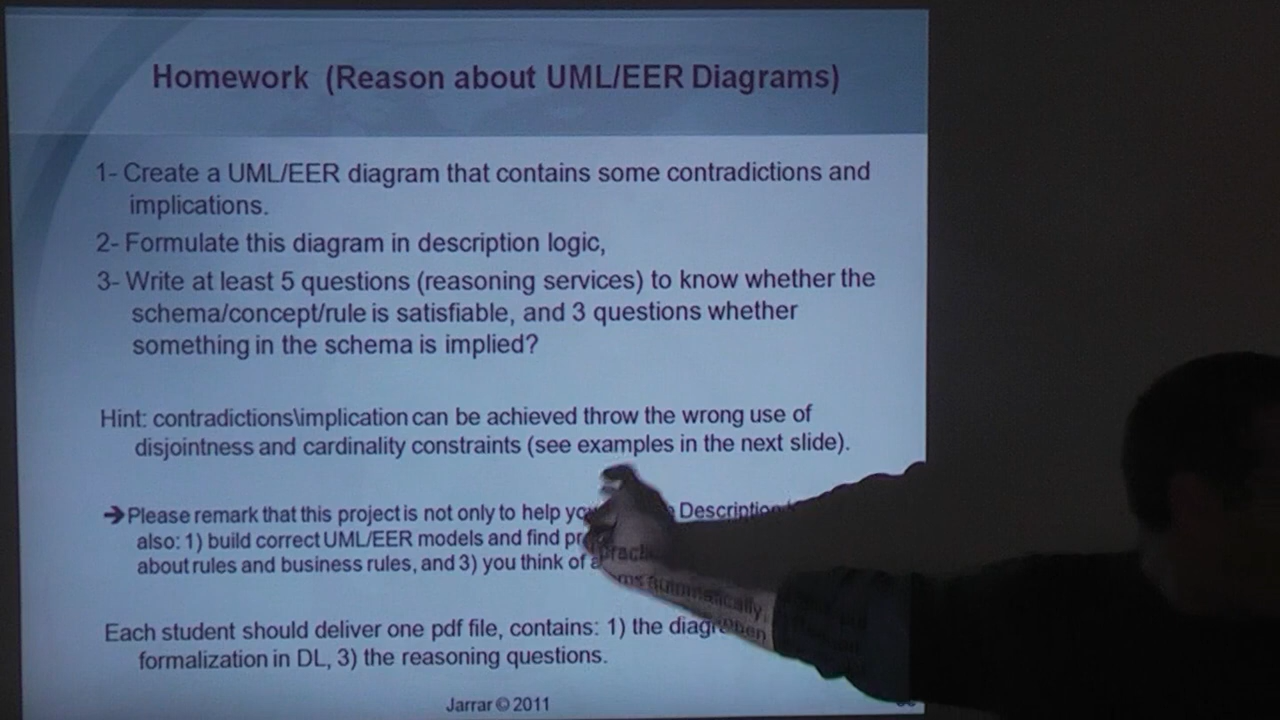 Homework (Reason about UML/EER Diagrams)
1- Create a UML/EER diagram that contains some contradictions and
implications.
2- Formulate this diagram in description logic,
3- Write at least 5 questions (reasoning services) to know whether the
schema/concept/rule is satisfiable, and 3 questions whether
something in the schema is implied?
Hint: contradictions\implication can be achieved throw the wrong use of
disjointness and cardinality constraints (see examples in the next slide).
➔Please remark that this project is not only to help Description
also: 1) build correct UML/EER models and find
about rules and business rules, and 3) you think of automatically
Each student should deliver one pdf file, contains: 1) the
formalization in DL, 3) the reasoning questions.
Jarrar © 2011